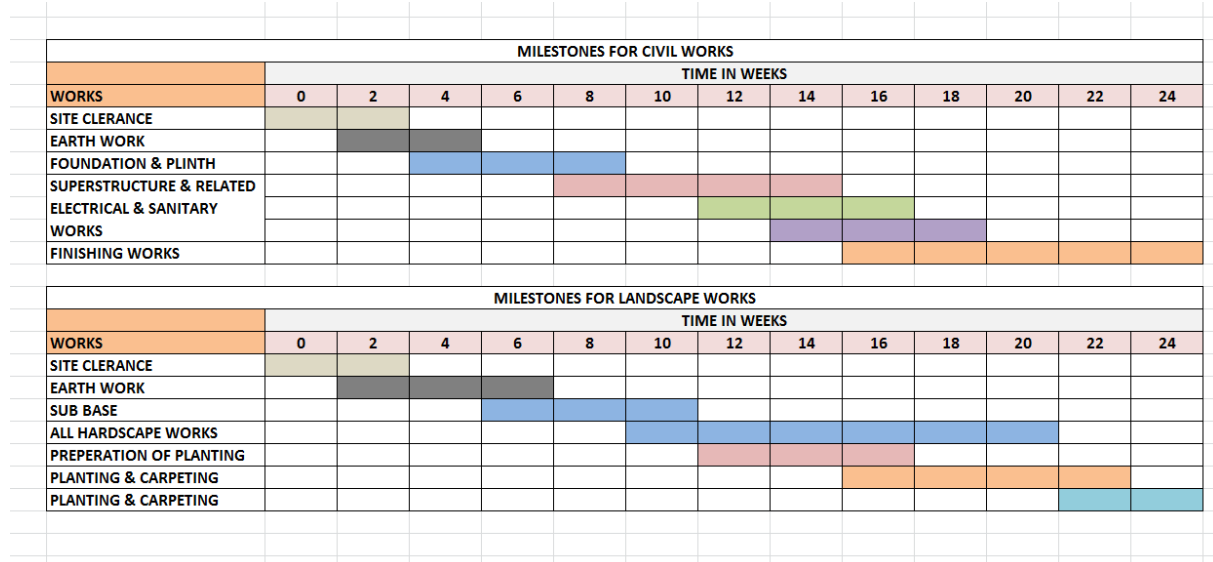 MILESTONES FOR CIVIL WORKS
TIME IN WEEKS
WORKS 0 2 4 6 8 10 12 14 16 18 20 22 24
SITE CLERANCE
EARTH WORK
FOUNDATION & PLINTH
SUPERSTRUCTURE & RELATED
ELECTRICAL & SANITARY
WORKS
FINISHING WORKS
MILESTONES FOR LANDSCAPE WORKS
TIME IN WEEKS
WORKS 0 2 4 6 8 10 12 14 16 18 20 22 24
SITE CLERANCE
EARTH WORK
SUB BASE
ALL HARDSCAPE WORKS
PREPERATION OF PLANTING
PLANTING & CARPETING
PLANTING & CARPETING